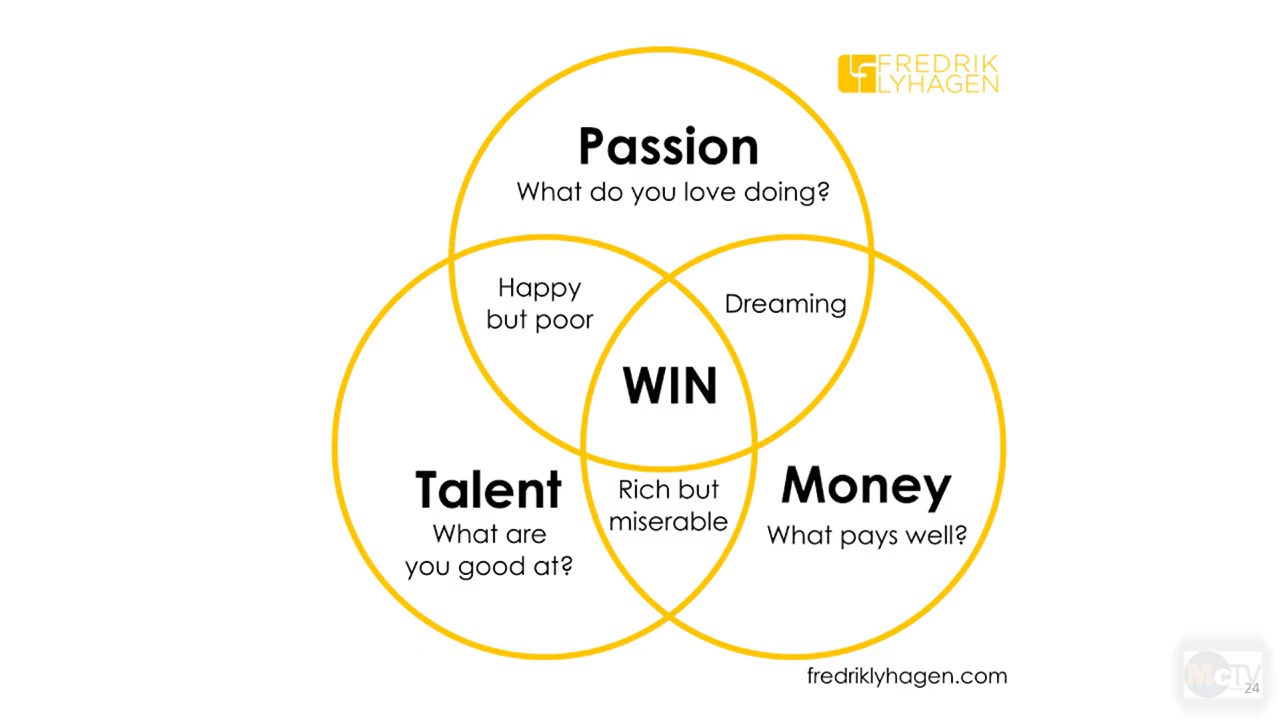 FREDRIK
LYHAGEN
Passion
What do you love doing?
Happy
but poor
Dreaming
WIN
Talent
What are
you good at?
Rich but
miserable
Money
What pays well?
fredriklyhagen.com
MCTV
24